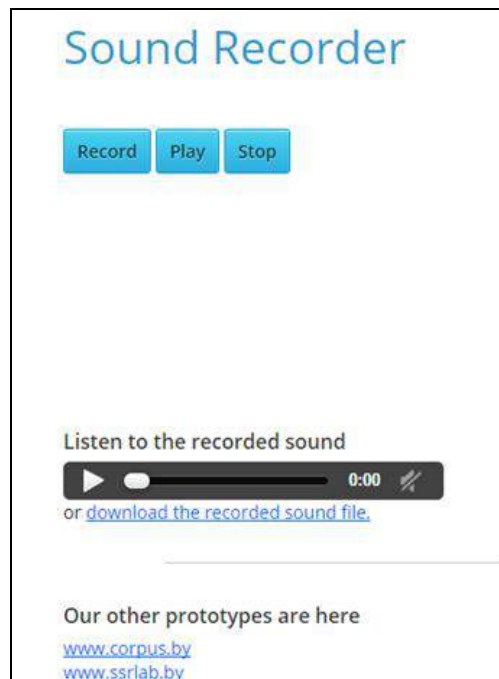 Sound Recorder
Record Play Stop
Listen to the recorded sound
0:00
or download the recorded sound file.
Our other prototypes are here
www.corpus.by
www.ssrlab.by